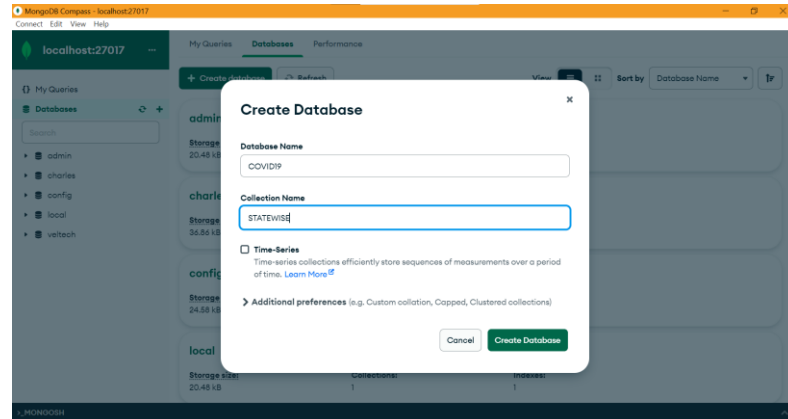 MongoDB Compass - localhost:27017
Connect Edit View Help
localhost:27017 ...
My Queries Databases Performance
+ Create database Refresh View Sort by Database Name
{} My Queries
Databases
Search
admin
charles
config
local
veltech
admin
Storage
20.48 kB
charle
Storage
36.86 kB
config
Storage
24.58 kB
local
Storage size: Collections: Indexes:
20.48 kB 1 1
Create Database
Database Name
COVID19
Collection Name
STATEWISE
Time-Series
Time-series collections efficiently store sequences of measurements over a period
of time. Learn More
Additional preferences (e.g. Custom collation, Capped, Clustered collections)
Cancel Create Database
>_MONGOSH